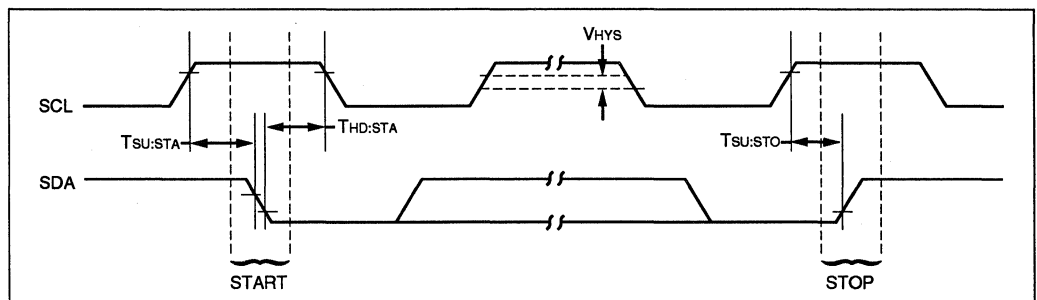 VHYS
SCL
TSU:STA
THD:STA
TSU:STO
SDA
START
STOP